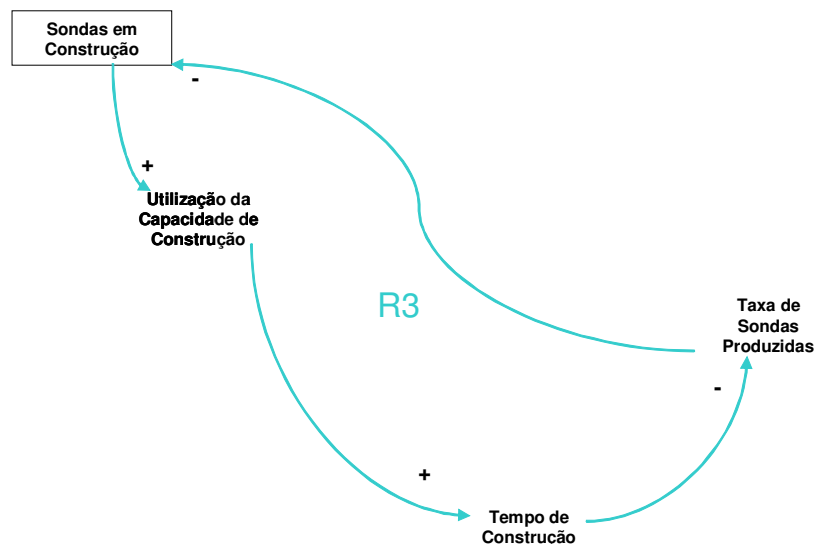 Sondas em
Construção
-
+
Utilização da
Capacidade de
Construção
R3
Taxa de
Sondas
Produzidas
-
+
Tempo de
Construção